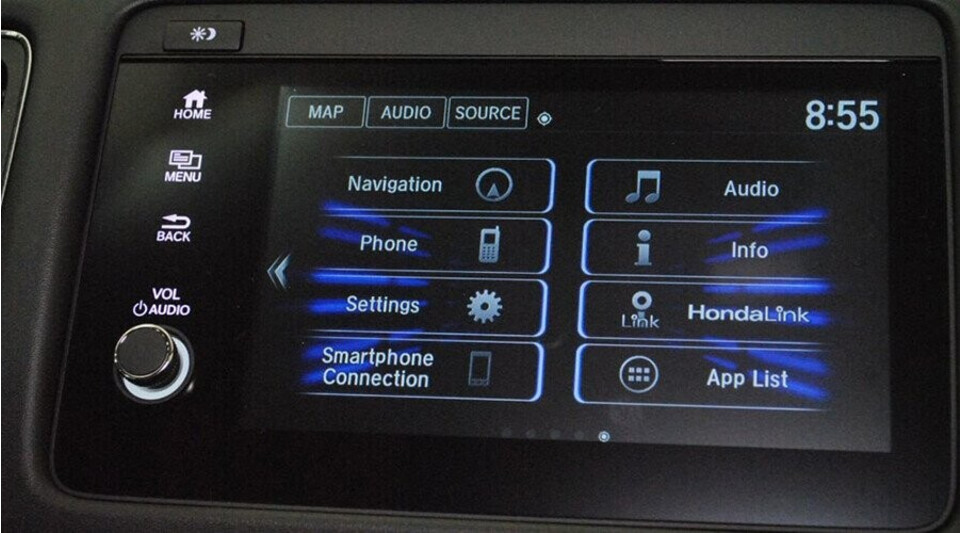 HOME
MENU
BACK
VOL
AUDIO
MAP AUDIO SOURCE 8:55
Navigation
Audio
Phone
Info
Settings
Link HondaLink
Smartphone
Connection
App List